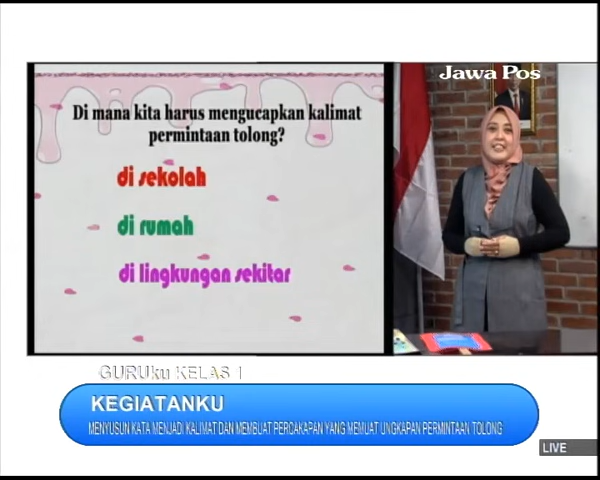 Jawa Pos
Di mana kita harus mengucapkan kalimat
permintaan tolong?
di sekolah
di rumah
di lingkungan sekitar
GURUku KELAS 1
KEGIATANKU
MENYUSUN KATA MENJADI KALIMAT DAN MEMBUAT PERCAKAPAN YANG MEMUAT UNGKAPAN PERMINTAAN TOLONG
LIVE